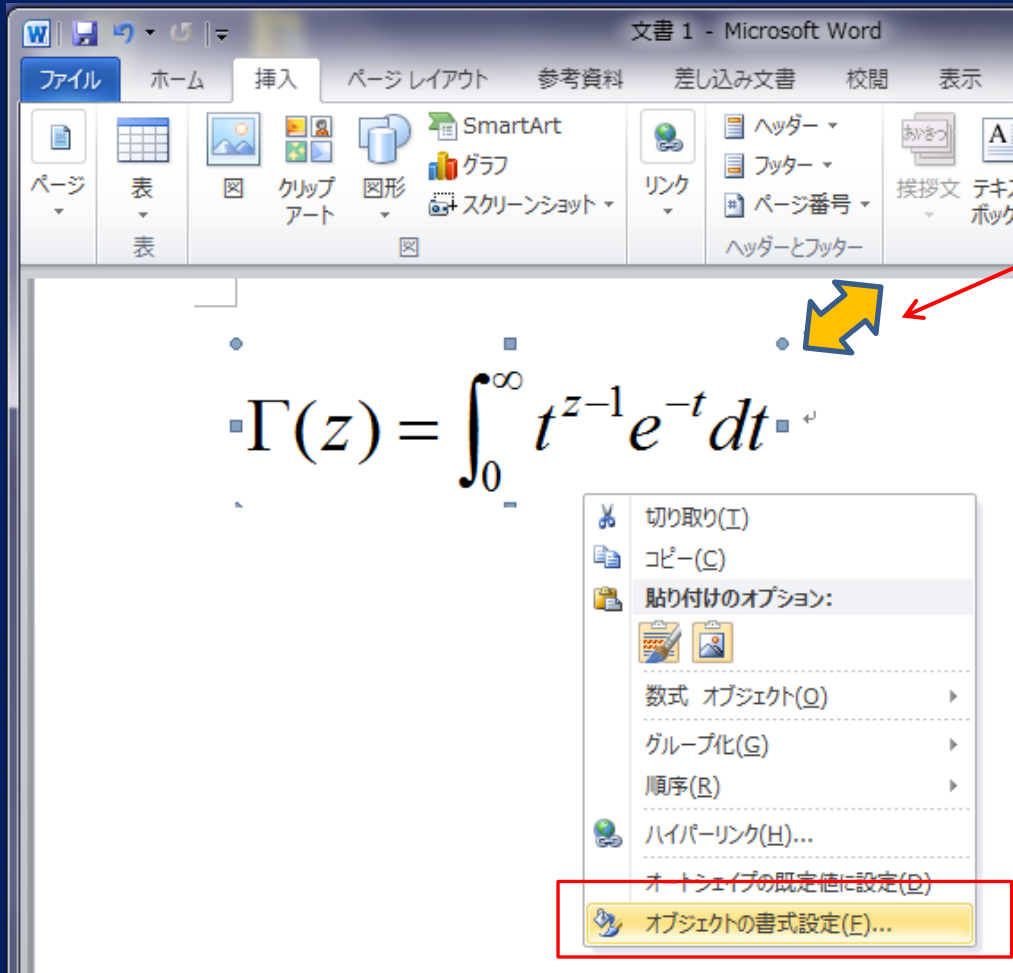 文書 1 - Microsoft Word
ファイル ホーム 挿入 ページ レイアウト 参考資料 差し込み文書 校閲 表示
ページ
表
図
クリップ
アート
図形
SmartArt
グラフ
スクリーンショット
リンク
ヘッダー
フッター
ページ番号
挨拶文
表
図
ヘッダーとフッター
Γ(z) = ∫₀^∞ t^{z−1} e^{−t} dt
切り取り(T)
コピー(C)
貼り付けのオプション:
数式 オブジェクト(O)
グループ化(G)
順序(R)
ハイパーリンク(H)...
オートシェイプの既定値に設定(D)
オブジェクトの書式設定(F)...